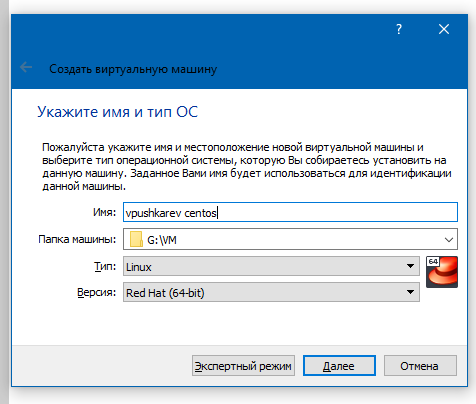 ?
Создать виртуальную машину
Укажите имя и тип ОС
Пожалуйста укажите имя и местоположение новой виртуальной машины и
выберите тип операционной системы, которую Вы собираетесь установить на
данную машину. Заданное Вами имя будет использоваться для идентификации
данной машины.
Имя: vpushkarev centos
Папка машины: G:\VM
Тип: Linux
64
Версия: Red Hat (64-bit)
Экспертный режим Далее Отмена